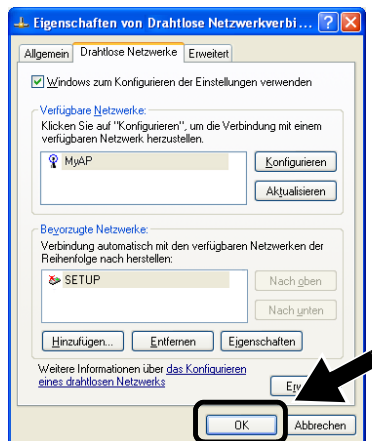 Eigenschaften von Drahtlose Netzwerkverbi...
Allgemein Drahtlose Netzwerke Erweitert
Windows zum Konfigurieren der Einstellungen verwenden
Verfügbare Netzwerke:
Klicken Sie auf "Konfigurieren", um die Verbindung mit einem
verfügbaren Netzwerk herzustellen.
MyAP
Konfigurieren
Aktualisieren
Bevorzugte Netzwerke:
Verbindung automatisch mit den verfügbaren Netzwerken der
Reihenfolge nach herstellen:
SETUP
Nach oben
Nach unten
Hinzufügen... Entfernen Eigenschaften
Weitere Informationen über das Konfigurieren
eines drahtlosen Netzwerks
OK Abbrechen